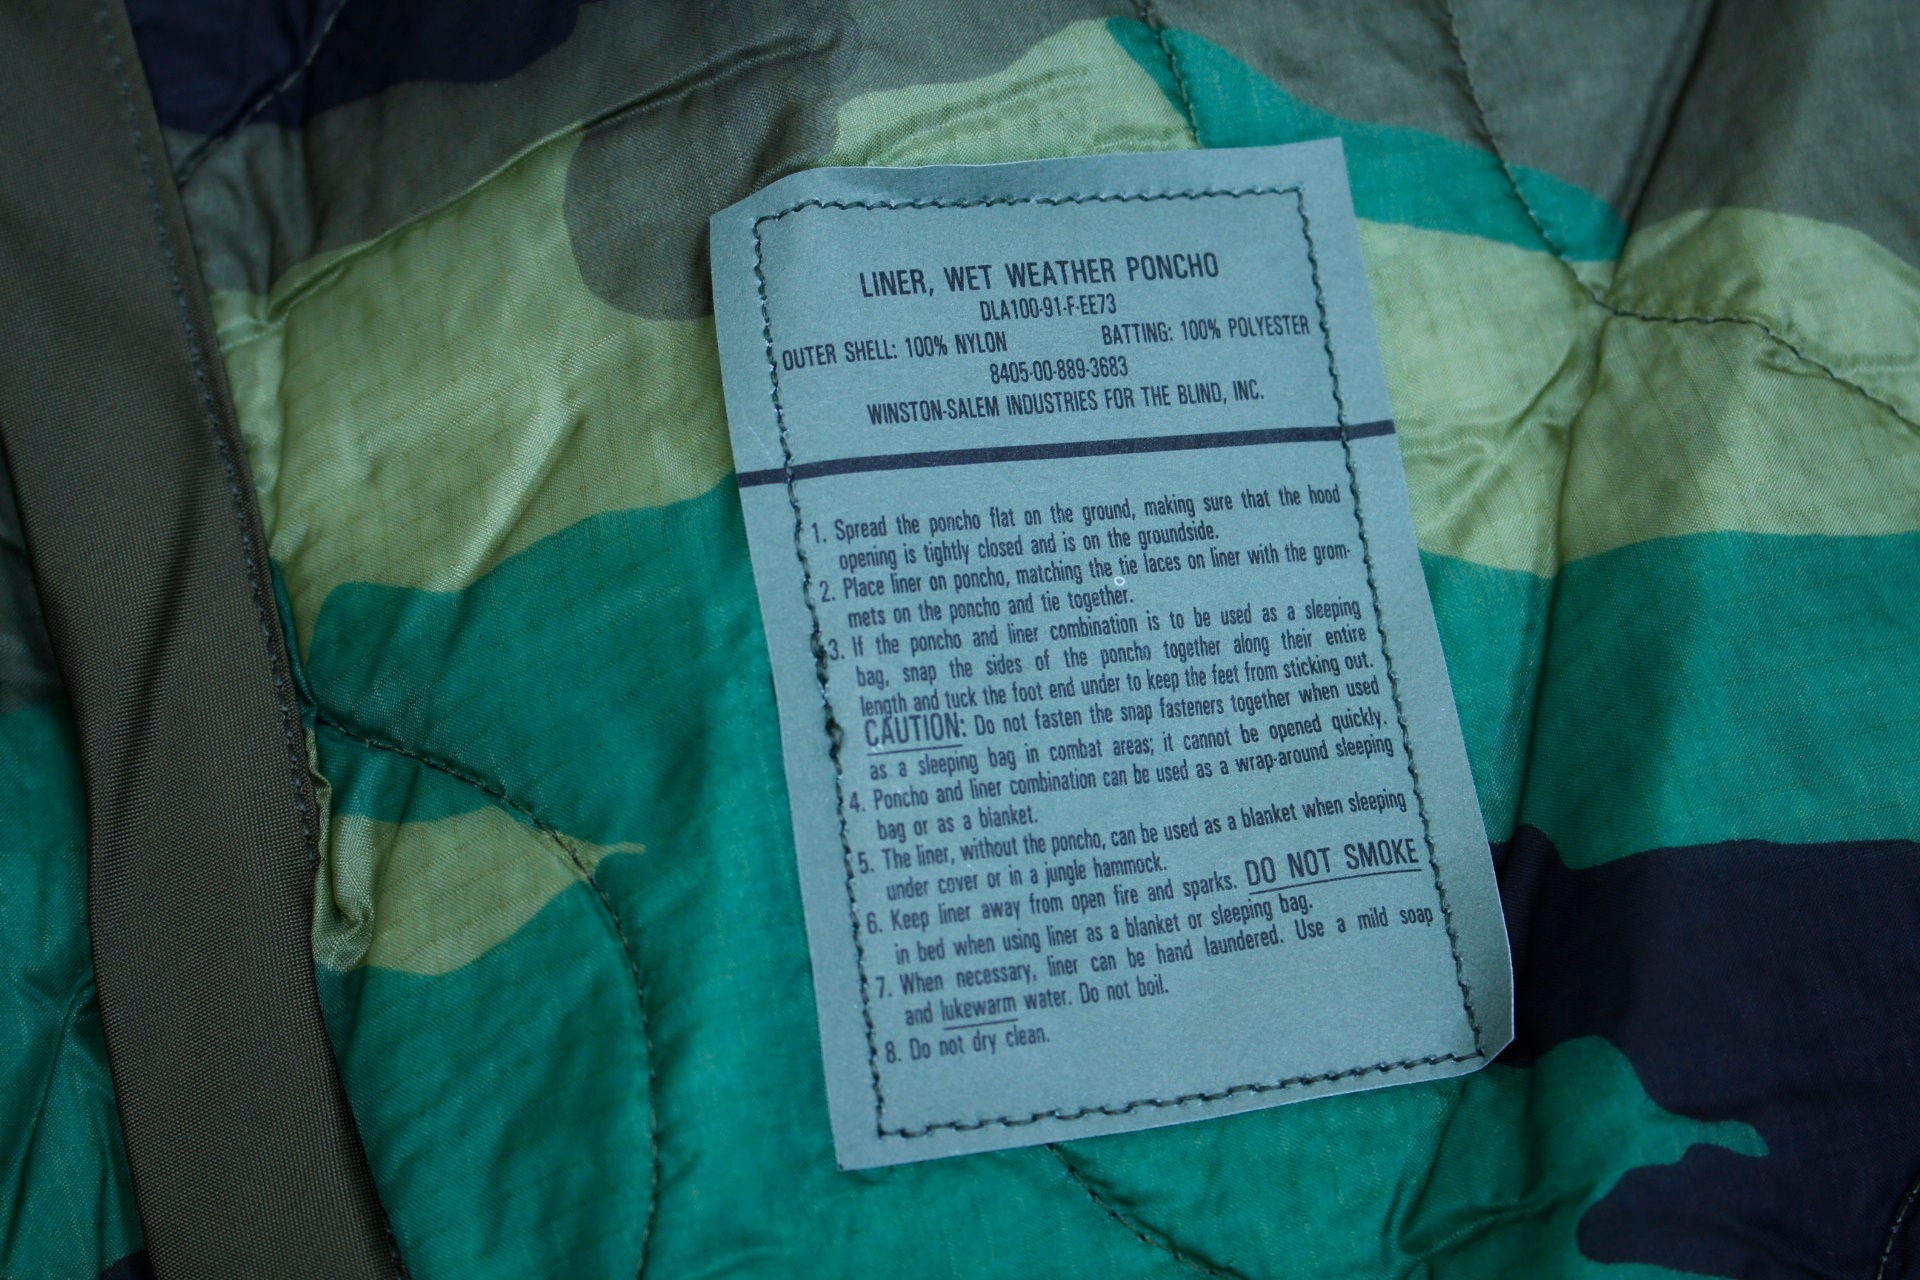 LINER, WET WEATHER PONCHO
DLA100-91-F-EE73
OUTER SHELL: 100% NYLON BATTING: 100% POLYESTER
8405-00-889-3683
WINSTON-SALEM INDUSTRIES FOR THE BLIND, INC.
1. Spread the poncho flat on the ground, making sure that the hood
opening is tightly closed and is on the groundside.
2. Place liner on poncho, matching the tie laces on liner with the grom-
mets on the poncho and tie together.
3. If the poncho and liner combination is to be used as a sleeping
bag, snap the sides of the poncho together along their entire
length and tuck the foot end under to keep the feet from sticking out.
CAUTION: Do not fasten the snap fasteners together when used
as a sleeping bag in combat areas; it cannot be opened quickly.
4. Poncho and liner combination can be used as a wrap-around sleeping
bag or as a blanket.
5. The liner, without the poncho, can be used as a blanket when sleeping
under cover or in a jungle hammock.
6. Keep liner away from open fire and sparks. DO NOT SMOKE
in bed when using liner as a blanket or sleeping bag.
7. When necessary, liner can be hand laundered. Use a mild soap
and lukewarm water. Do not boil.
8. Do not dry clean.